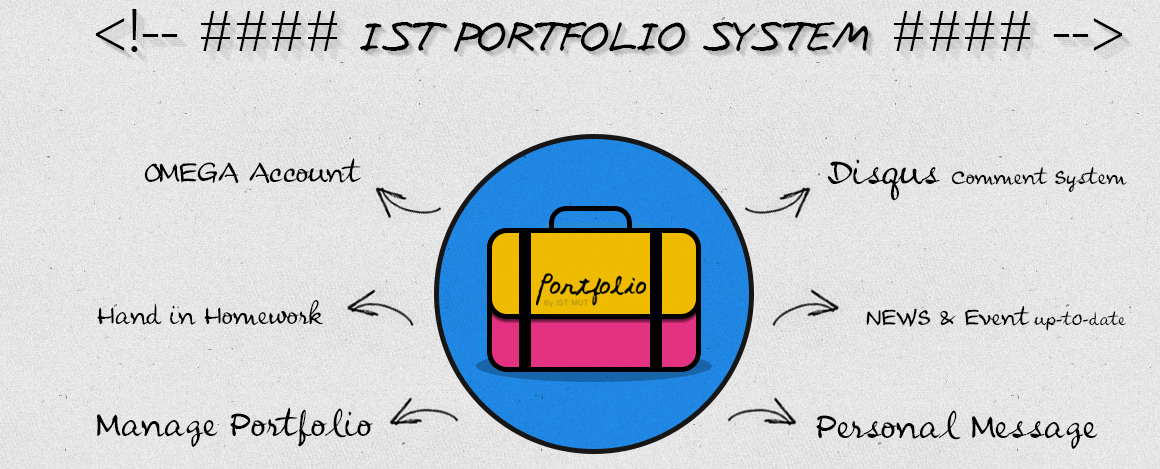 <!-- #### IST PORTFOLIO SYSTEM #### -->
OMEGA Account
Disqus Comment System
Portfolio
by IST MUT
Hand in Homework
NEWS & Event up-to-date
Manage Portfolio
Personal Message